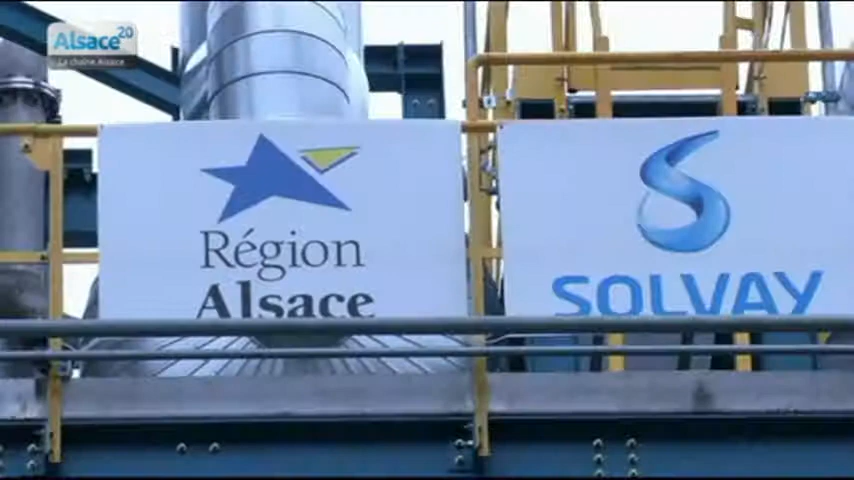 Alsace20
La chaîne Alsace
Région
Alsace
SOLVAY